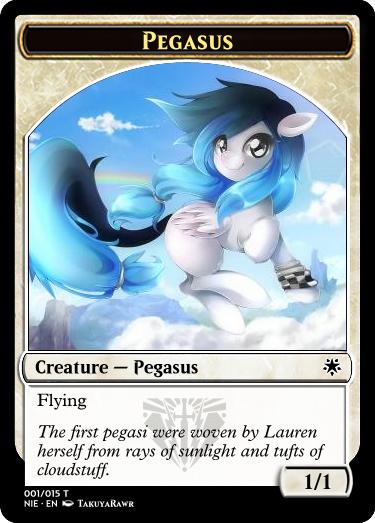 Pegasus
Creature — Pegasus
Flying
The first pegasi were woven by Lauren
herself from rays of sunlight and tufts of
cloudstuff.
1/1
001/015 T
NIE · EN TakuyaRawr